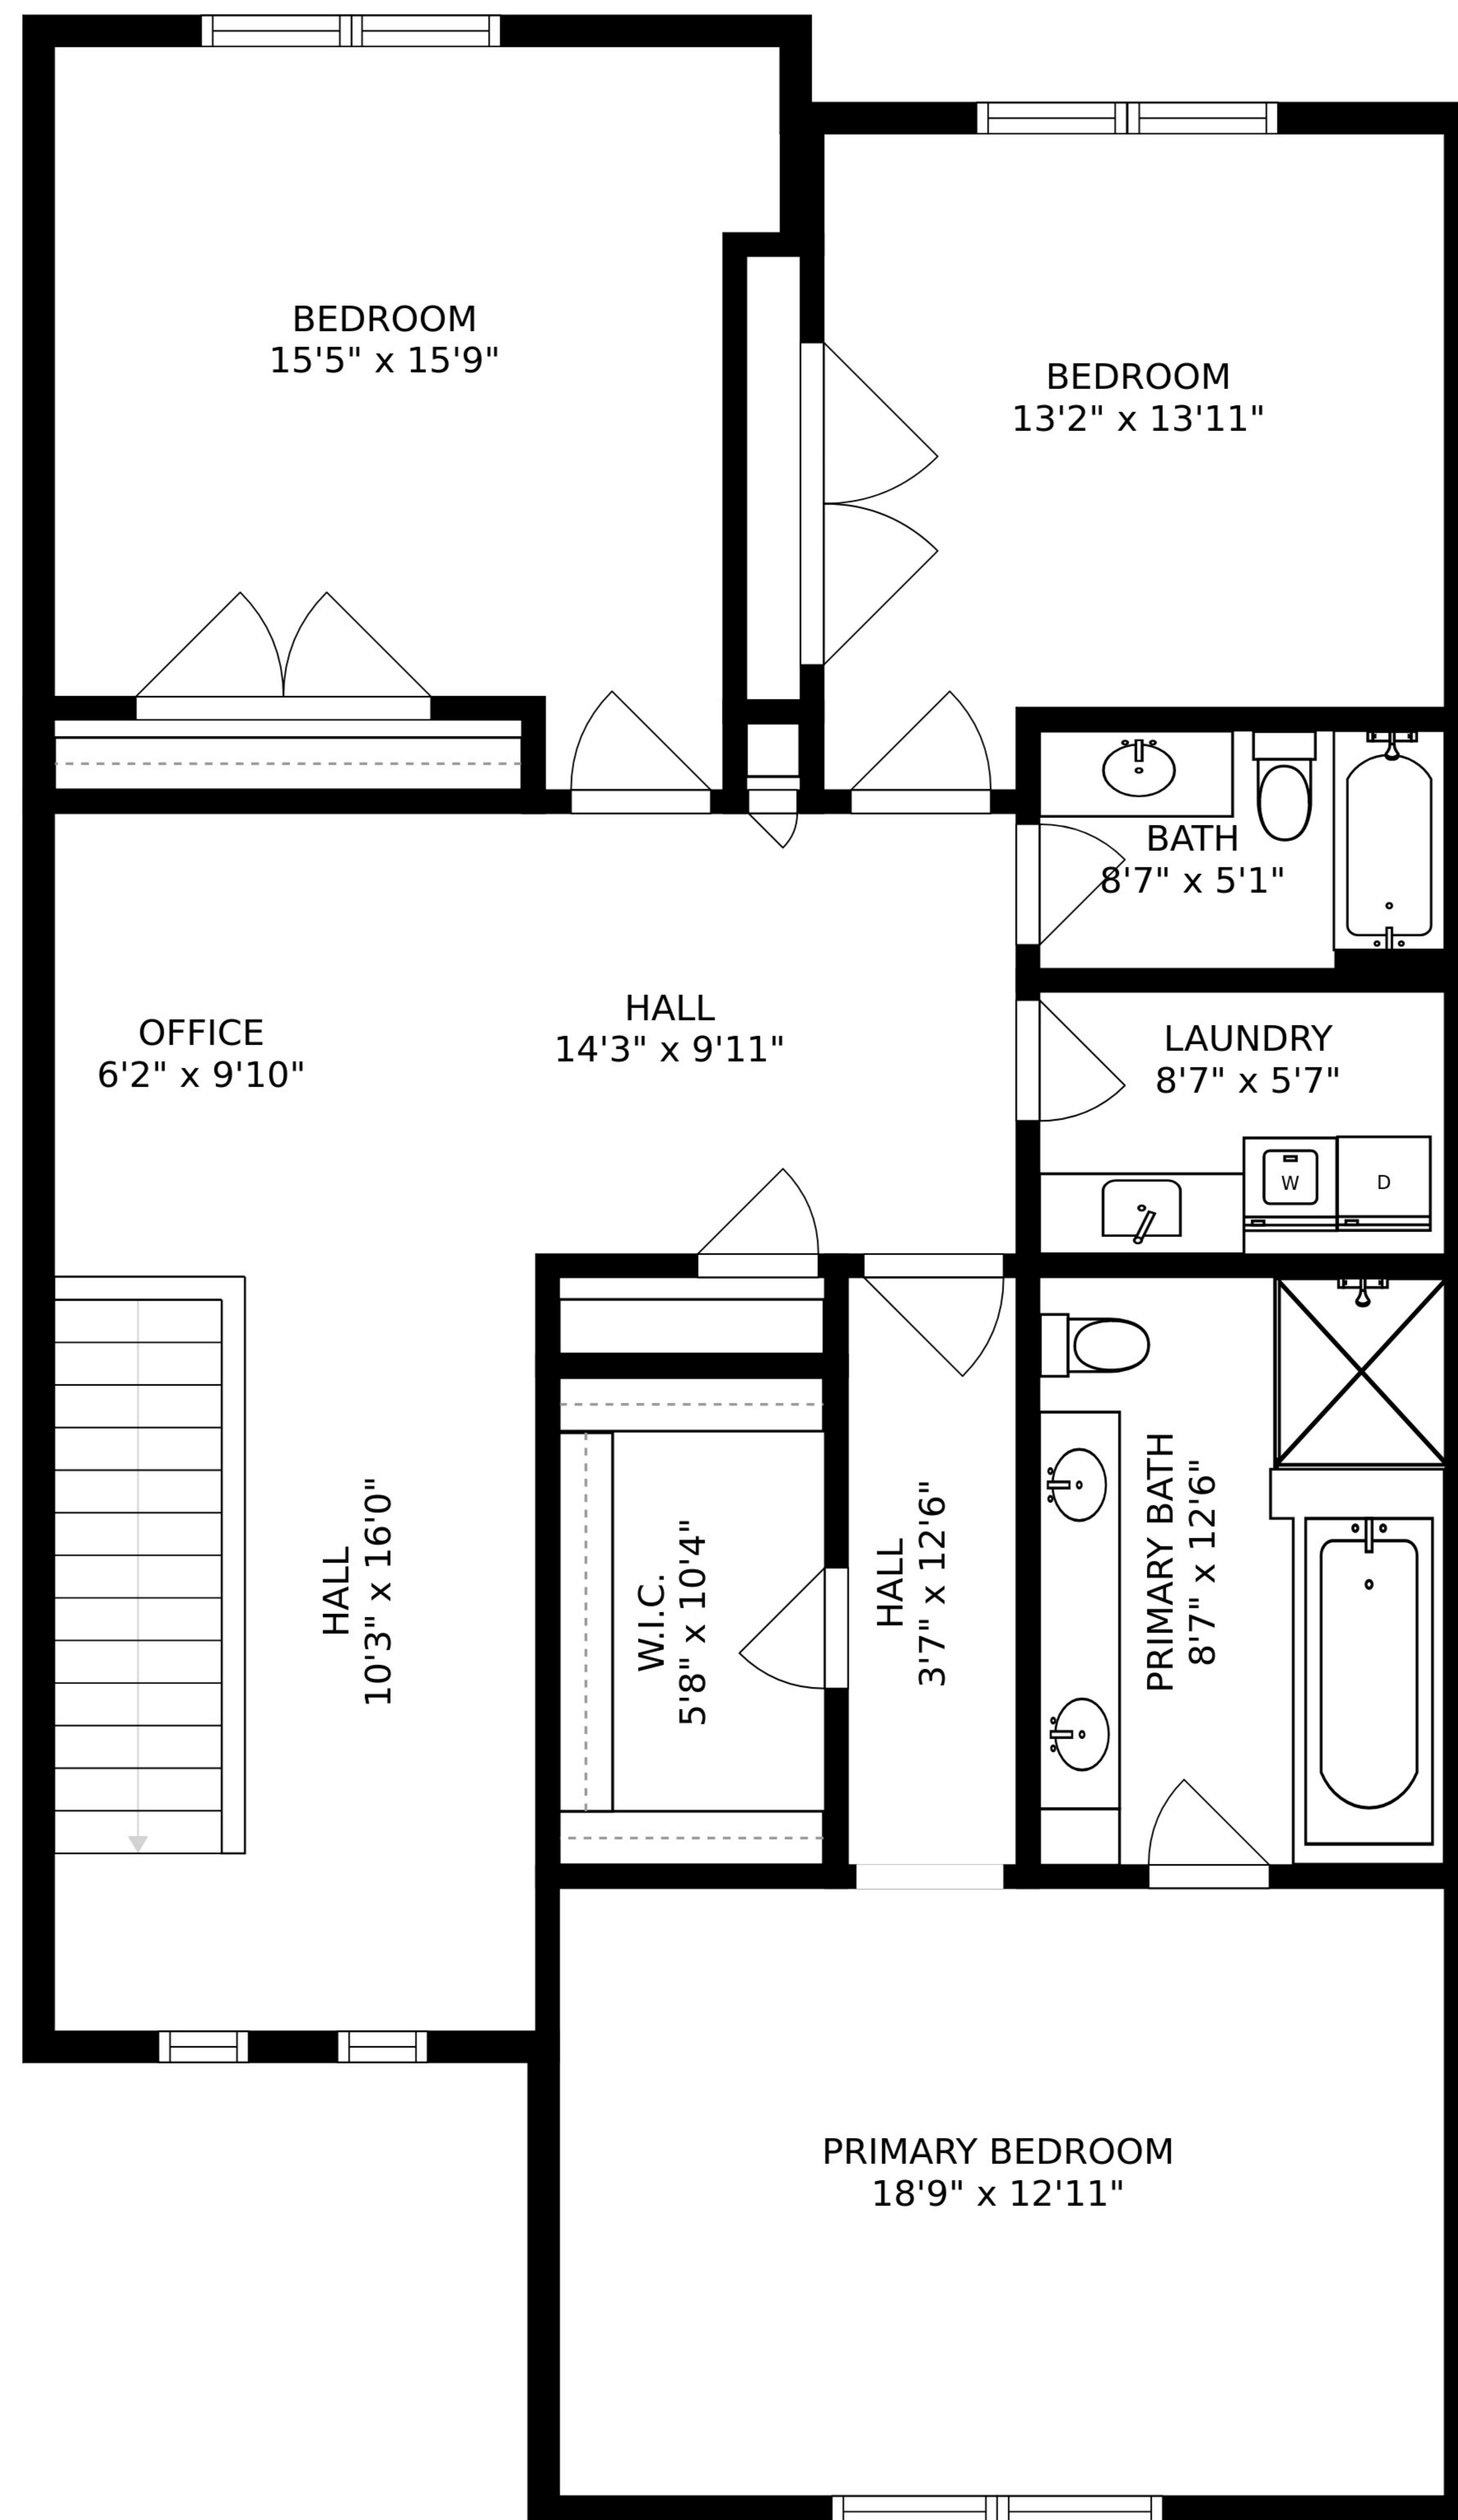 BEDROOM
15'5" x 15'9"
BEDROOM
13'2" x 13'11"
BATH
8'7" x 5'1"
OFFICE
6'2" x 9'10"
HALL
14'3" x 9'11"
LAUNDRY
8'7" x 5'7"
W
D
HALL
10'3" x 16'0"
W.I.C.
5'8" x 10'4"
HALL
3'7" x 12'6"
PRIMARY BATH
8'7" x 12'6"
PRIMARY BEDROOM
18'9" x 12'11"